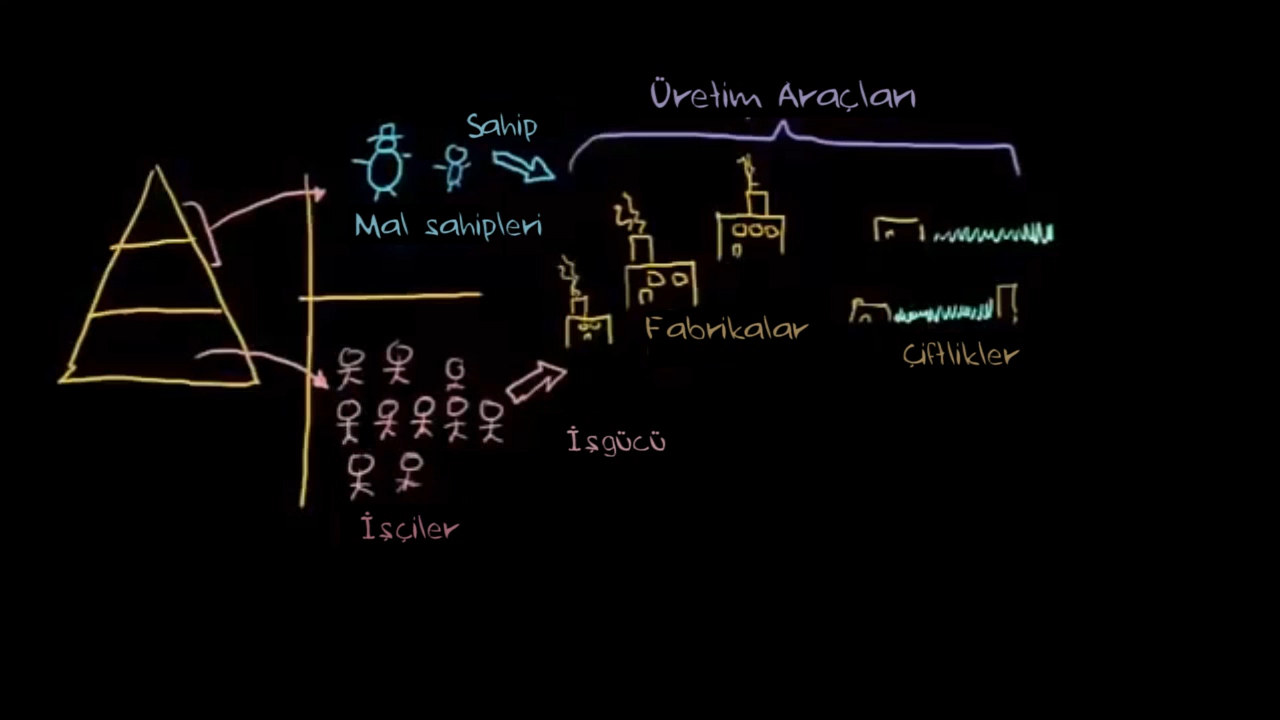 Üretim Araçları
Sahip
Mal sahipleri
Fabrikalar
Çiftlikler
İşgücü
İşçiler